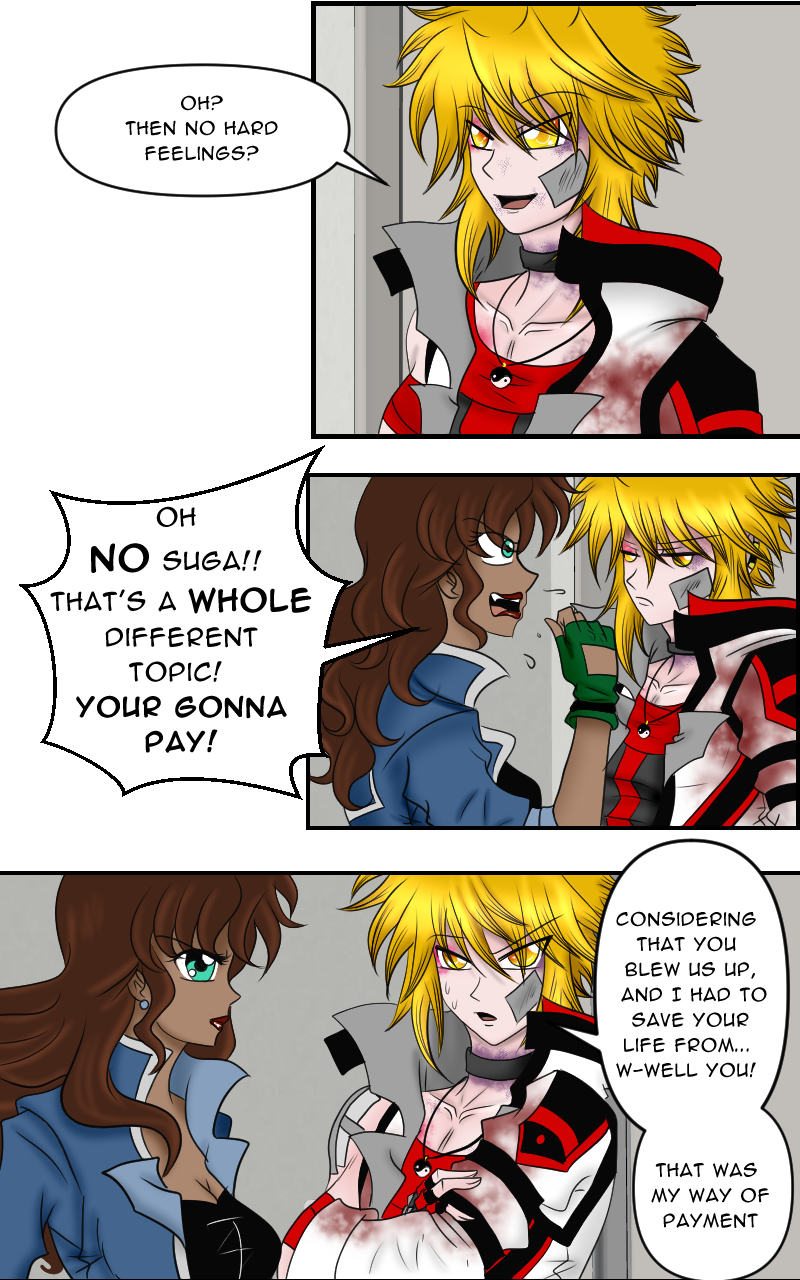 OH?
THEN NO HARD
FEELINGS?
OH
NO SUGA!!
THAT'S A WHOLE
DIFFERENT
TOPIC!
YOUR GONNA
PAY!
CONSIDERING
THAT YOU
BLEW US UP,
AND I HAD TO
SAVE YOUR
LIFE FROM...
W-WELL YOU!
THAT WAS
MY WAY OF
PAYMENT